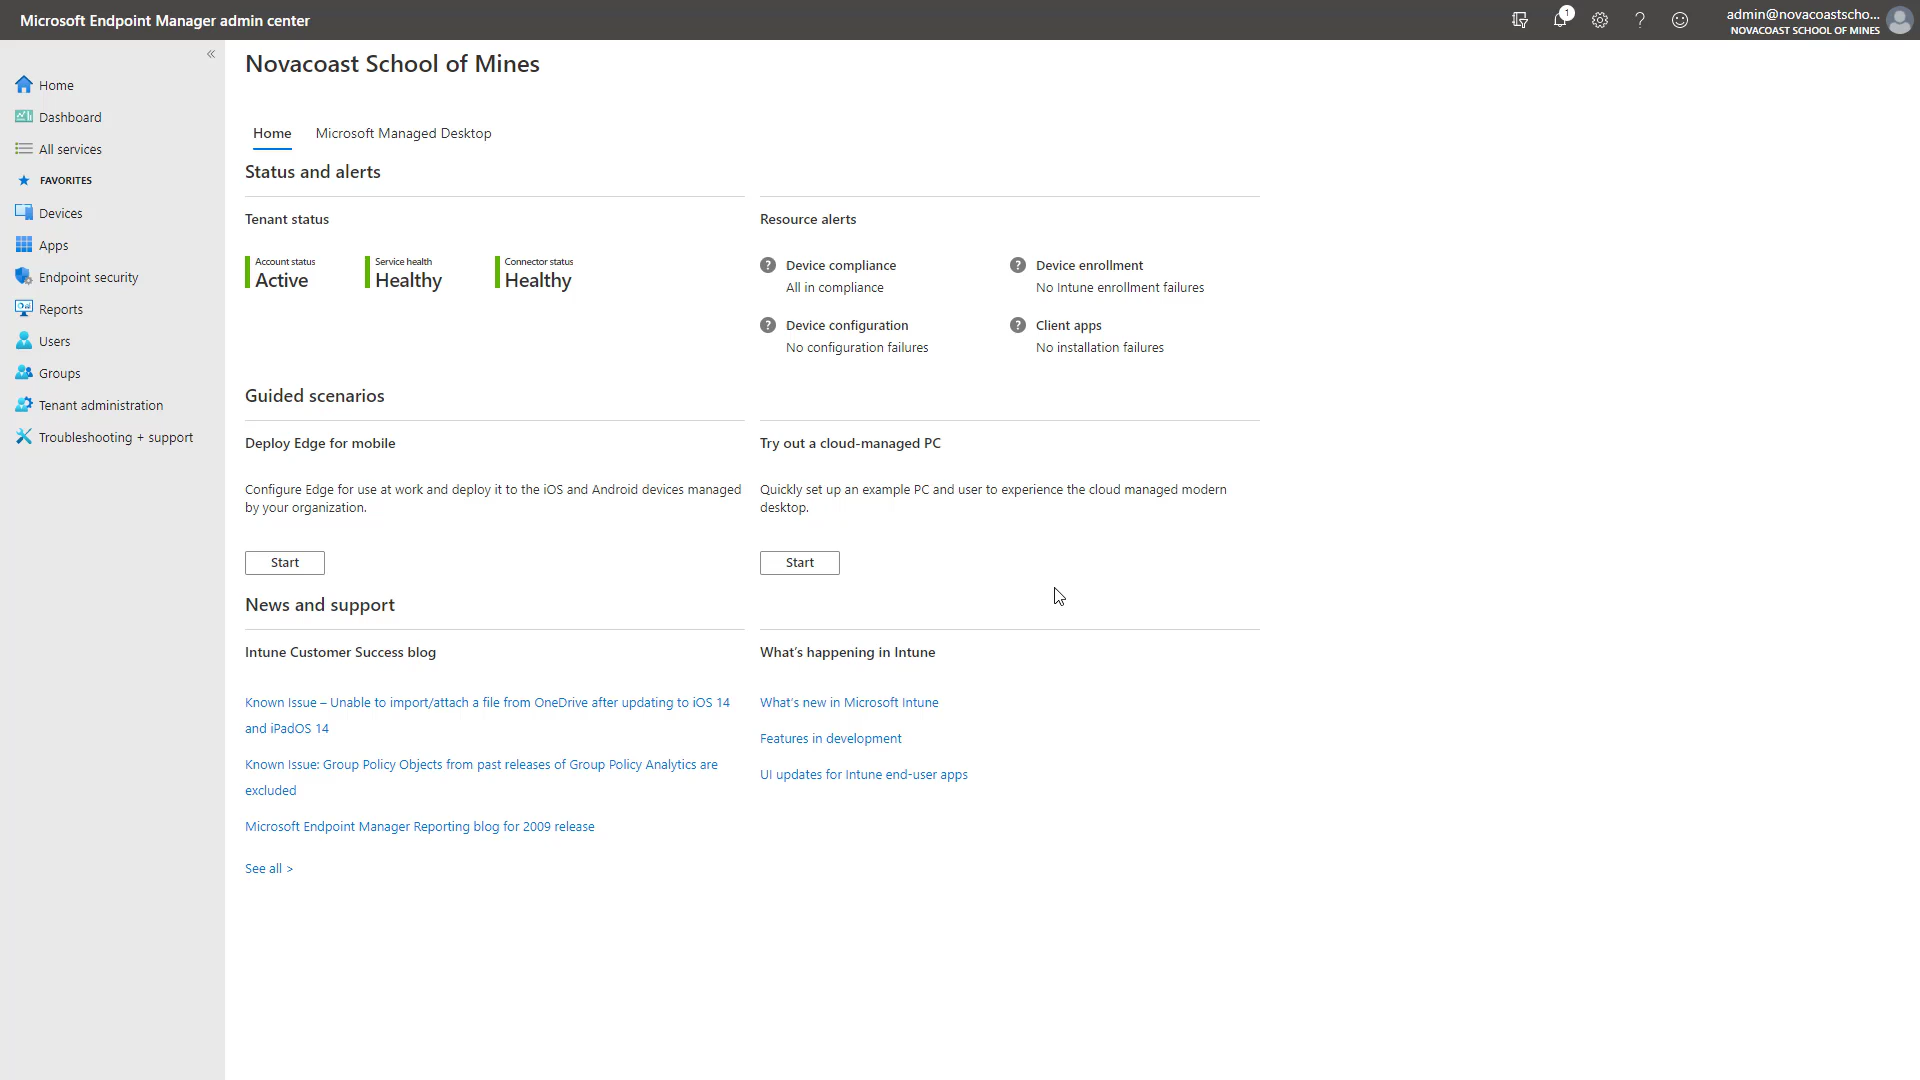 Microsoft Endpoint Manager admin center
1
?
admin@novacoastscho...
NOVACOAST SCHOOL OF MINES
«
Home
Dashboard
All services
FAVORITES
Devices
Apps
Endpoint security
Reports
Users
Groups
Tenant administration
Troubleshooting + support
Novacoast School of Mines
Home
Microsoft Managed Desktop
Status and alerts
Tenant status
Account status
Active
Service health
Healthy
Connector status
Healthy
Resource alerts
? Device compliance
All in compliance
? Device enrollment
No Intune enrollment failures
? Device configuration
No configuration failures
? Client apps
No installation failures
Guided scenarios
Deploy Edge for mobile
Configure Edge for use at work and deploy it to the iOS and Android devices managed
by your organization.
Start
Try out a cloud-managed PC
Quickly set up an example PC and user to experience the cloud managed modern
desktop.
Start
News and support
Intune Customer Success blog
Known Issue – Unable to import/attach a file from OneDrive after updating to iOS 14
and iPadOS 14
Known Issue: Group Policy Objects from past releases of Group Policy Analytics are
excluded
Microsoft Endpoint Manager Reporting blog for 2009 release
See all >
What's happening in Intune
What's new in Microsoft Intune
Features in development
UI updates for Intune end-user apps